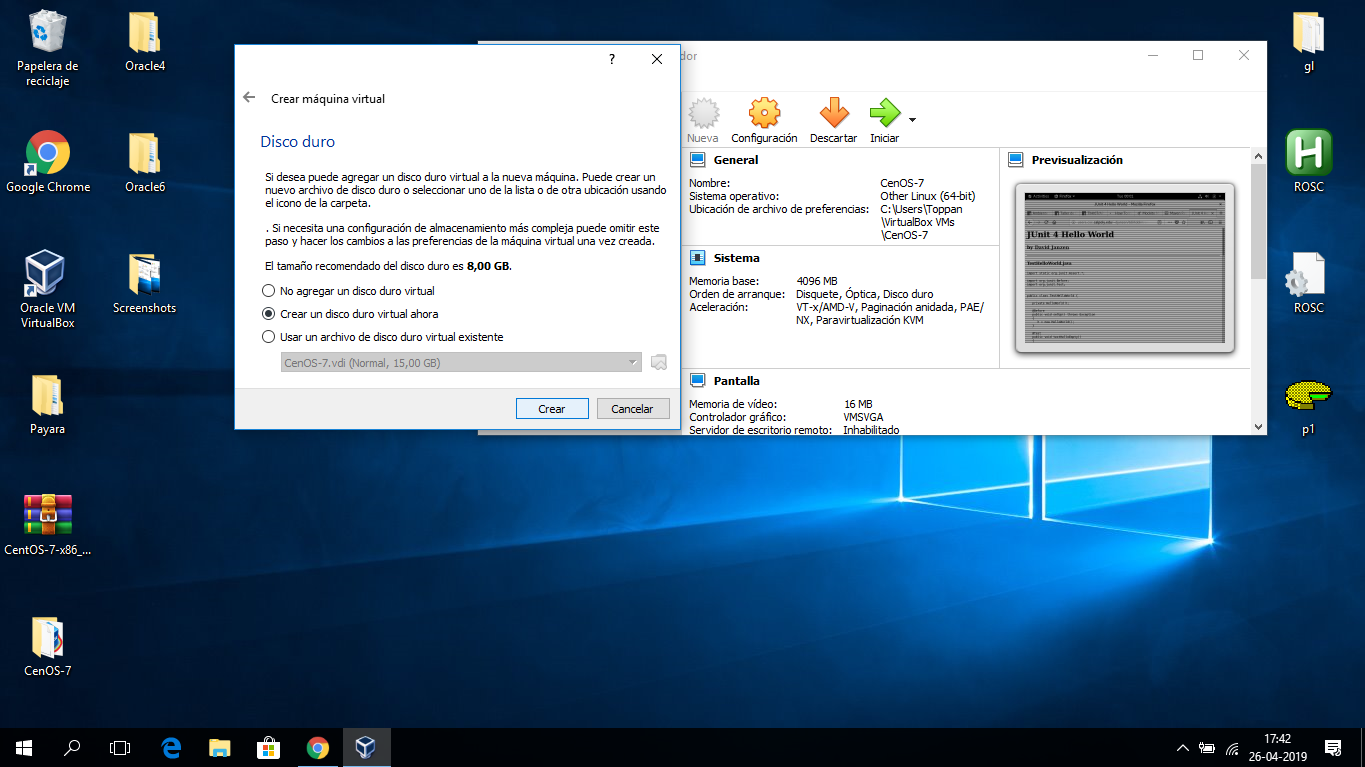 Papelera de
reciclaje
Oracle4
Google Chrome
Oracle6
Oracle VM
VirtualBox
Screenshots
Payara
CentOS-7-x86_...
CenOS-7
?
Crear máquina virtual
Disco duro
Si desea puede agregar un disco duro virtual a la nueva máquina. Puede crear un
nuevo archivo de disco duro o seleccionar uno de la lista o de otra ubicación usando
el icono de la carpeta.
. Si necesita una configuración de almacenamiento más compleja puede omitir este
paso y hacer los cambios a las preferencias de la máquina virtual una vez creada.
El tamaño recomendado del disco duro es 8,00 GB.
No agregar un disco duro virtual
Crear un disco duro virtual ahora
Usar un archivo de disco duro virtual existente
CenOS-7.vdi (Normal, 15,00 GB)
Crear
Cancelar
dor
Nueva
Configuración
Descartar
Iniciar
General
Nombre: CenOS-7
Sistema operativo: Other Linux (64-bit)
Ubicación de archivo de preferencias: C:\Users\Toppan
\VirtualBox VMs
\CenOS-7
Sistema
Memoria base: 4096 MB
Orden de arranque: Disquete, Óptica, Disco duro
Aceleración: VT-x/AMD-V, Paginación anidada, PAE/
NX, Paravirtualización KVM
Pantalla
Memoria de vídeo: 16 MB
Controlador gráfico: VMSVGA
Servidor de escritorio remoto: Inhabilitado
Previsualización
JUnit 4 Hello World
by David Janzen
TestHelloWorld.java
gl
H
ROSC
ROSC
p1
17:42
26-04-2019